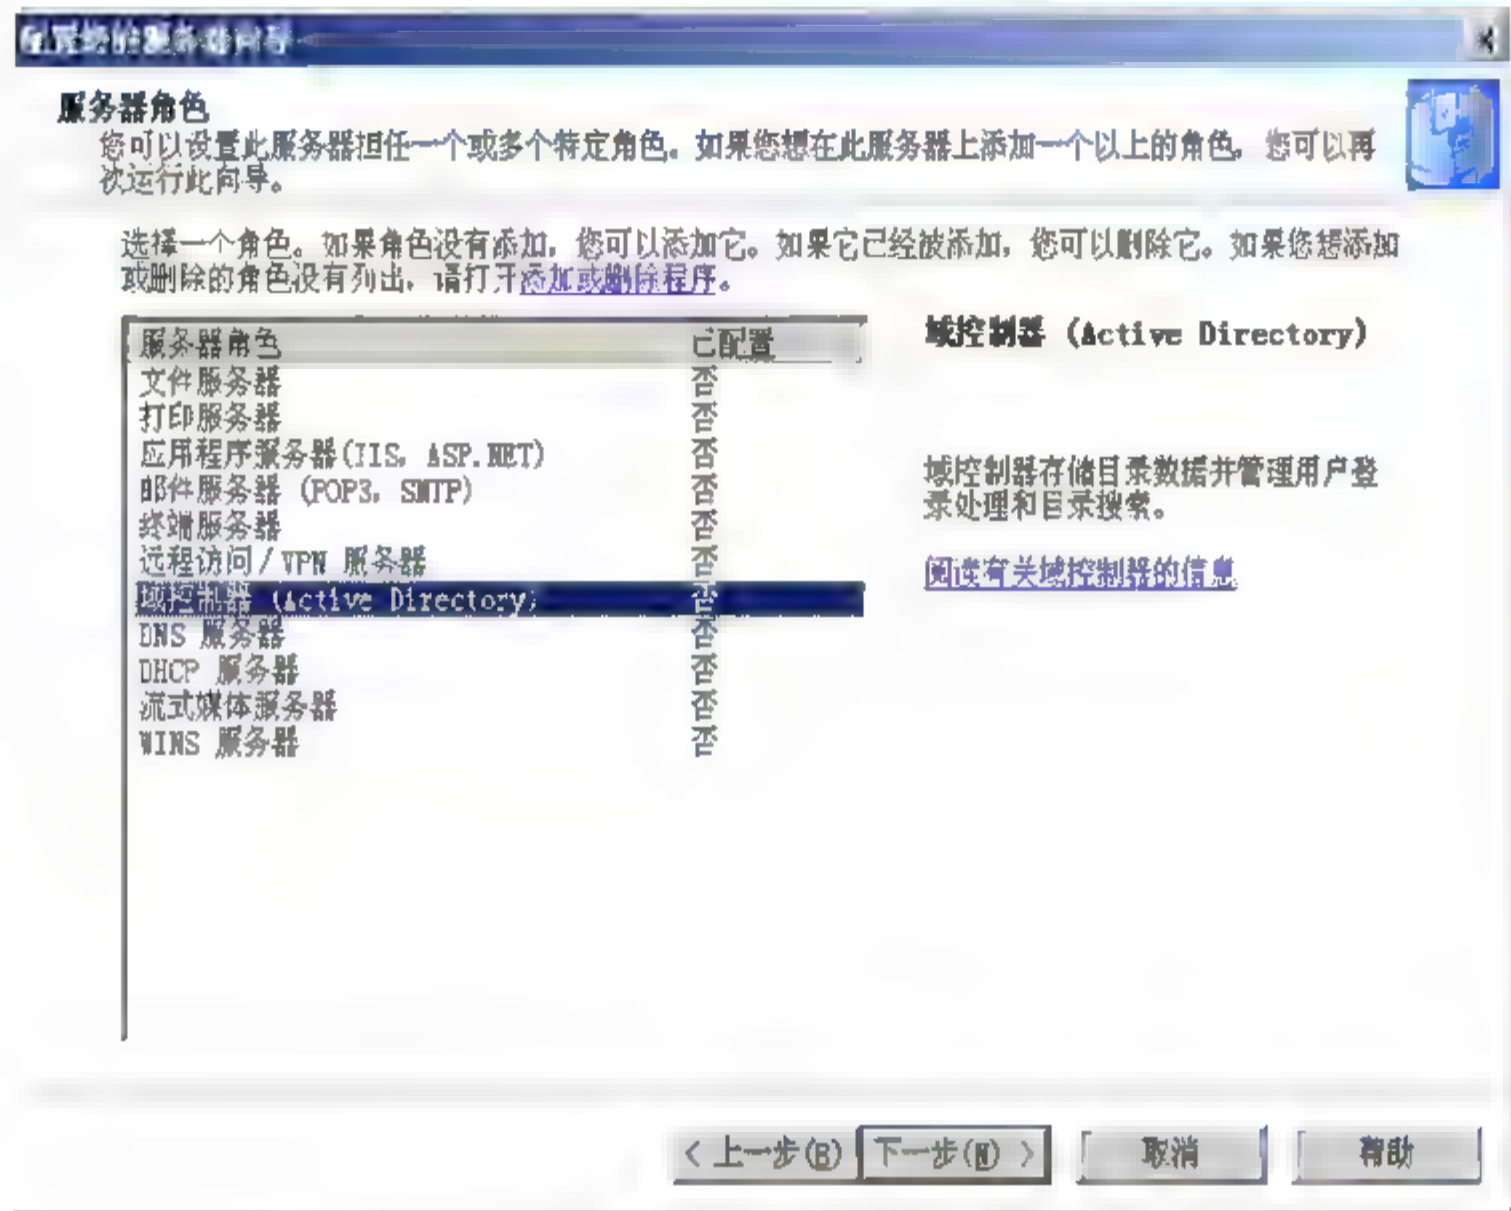 配置您的服务器向导
服务器角色
您可以设置此服务器担任一个或多个特定角色。如果您想在此服务器上添加一个以上的角色，您可以再
次运行此向导。
选择一个角色。如果角色没有添加，您可以添加它。如果它已经被添加，您可以删除它。如果您想添加
或删除的角色没有列出，请打开添加或删除程序。
服务器角色 已配置
文件服务器 否
打印服务器 否
应用程序服务器(IIS，ASP.NET) 否
邮件服务器 (POP3，SMTP) 否
终端服务器 否
远程访问/VPN 服务器 否
域控制器 (Active Directory) 否
DNS 服务器 否
DHCP 服务器 否
流式媒体服务器 否
WINS 服务器 否
域控制器 (Active Directory)
域控制器存储目录数据并管理用户登
录处理和目录搜索。
阅读有关域控制器的信息
< 上一步(B) 下一步(N) > 取消 帮助